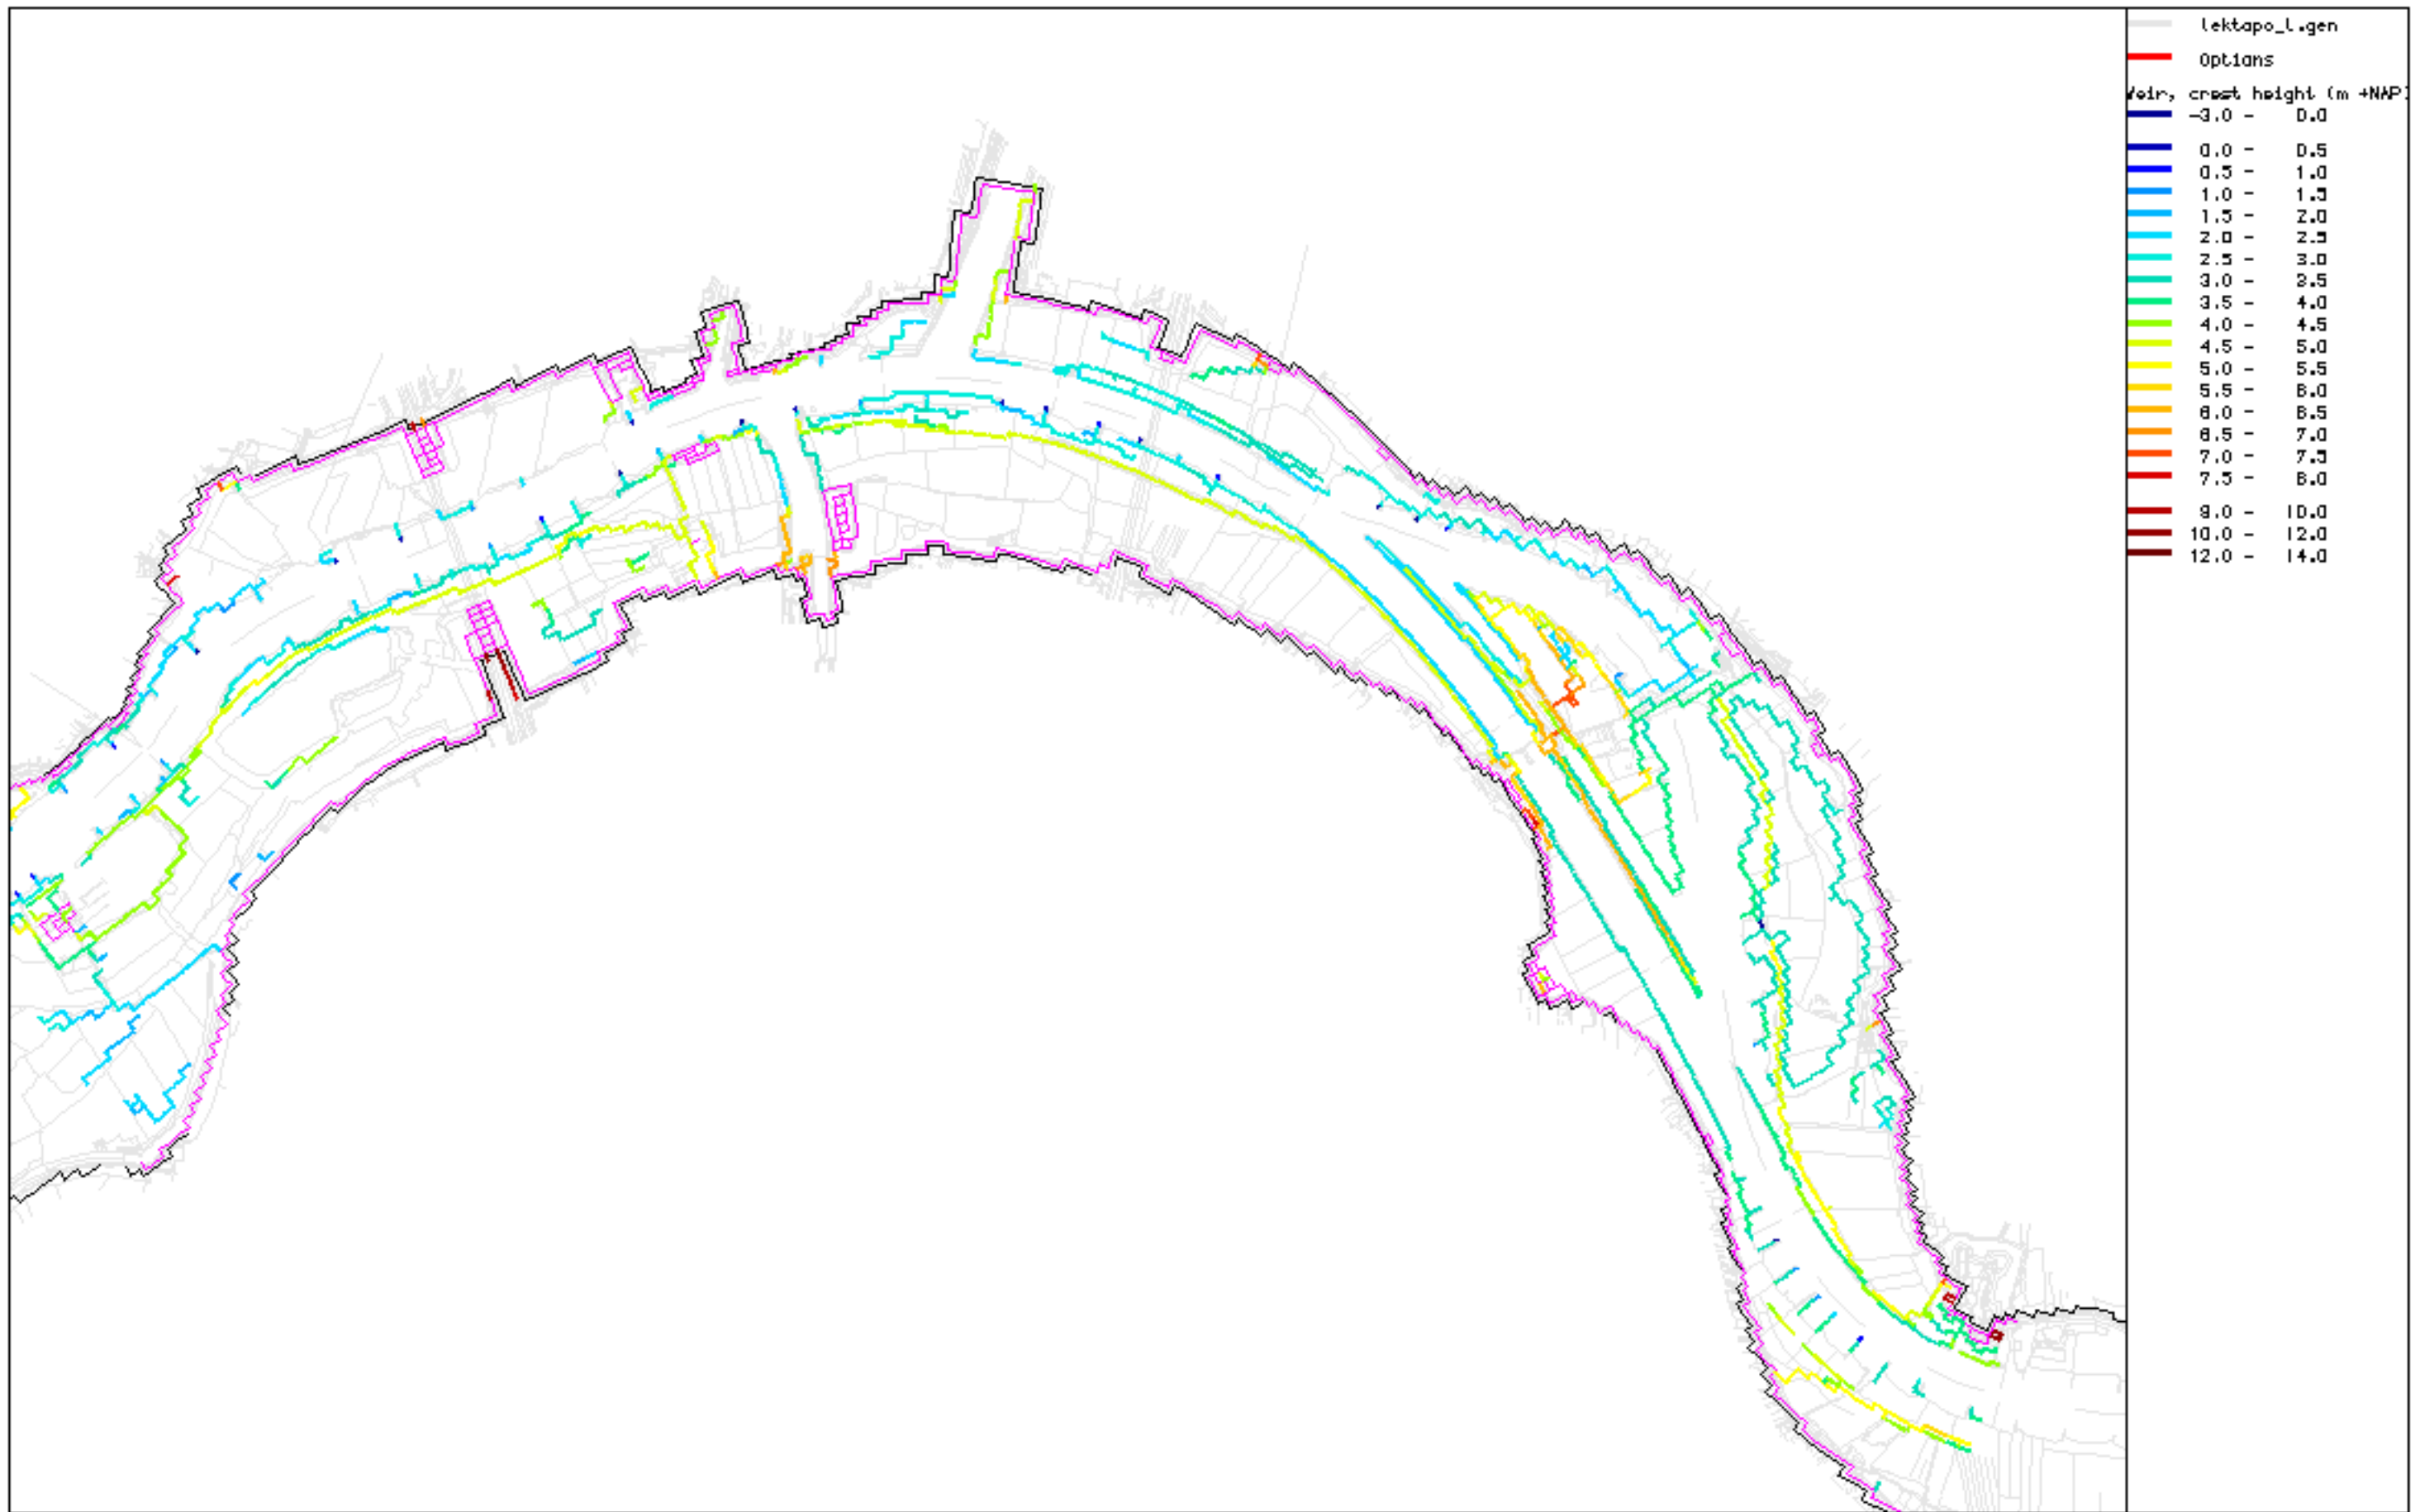 lektopo_l.gen
Options
Weir, crest height (m +NAP)
-3.0 - 0.0
0.0 - 0.5
0.5 - 1.0
1.0 - 1.5
1.5 - 2.0
2.0 - 2.5
2.5 - 3.0
3.0 - 3.5
3.5 - 4.0
4.0 - 4.5
4.5 - 5.0
5.0 - 5.5
5.5 - 6.0
6.0 - 6.5
6.5 - 7.0
7.0 - 7.5
7.5 - 8.0
9.0 - 10.0
10.0 - 12.0
12.0 - 14.0